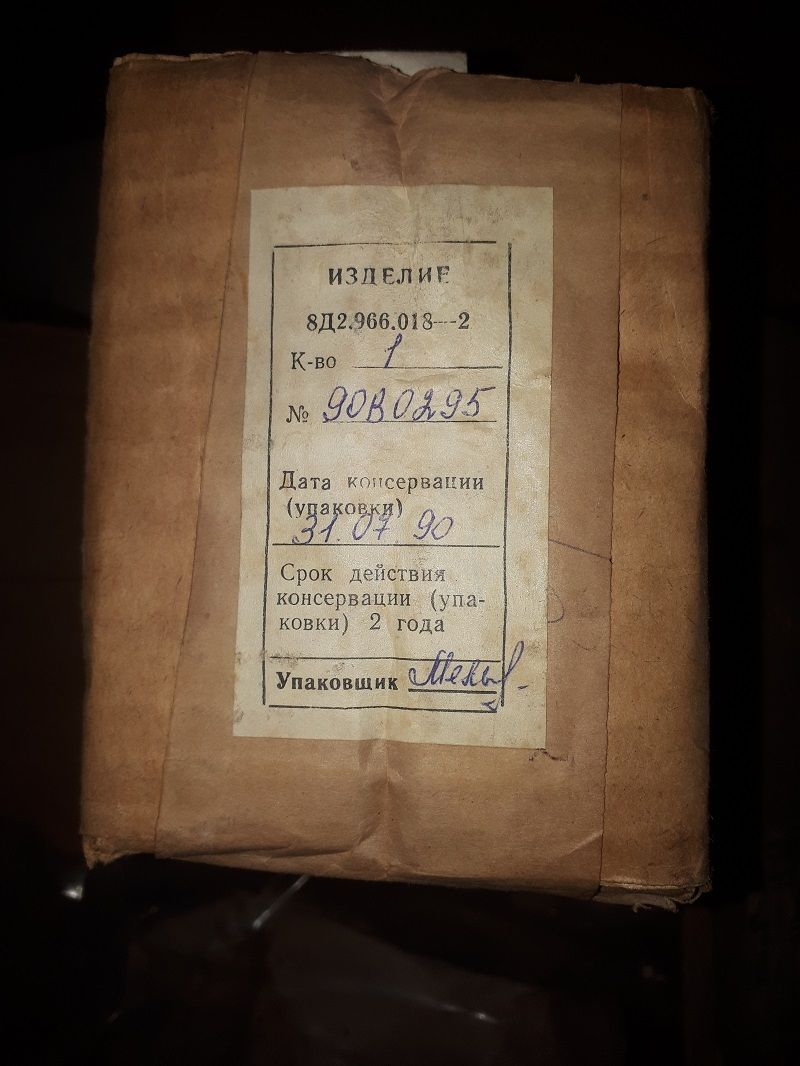 ИЗДЕЛИЕ
8Д2.966.018—-2
К-во 1
№ 90В0295
Дата консервации
(упаковки)
31.07.90
Срок действия
консервации (упа-
ковки) 2 года
Упаковщик